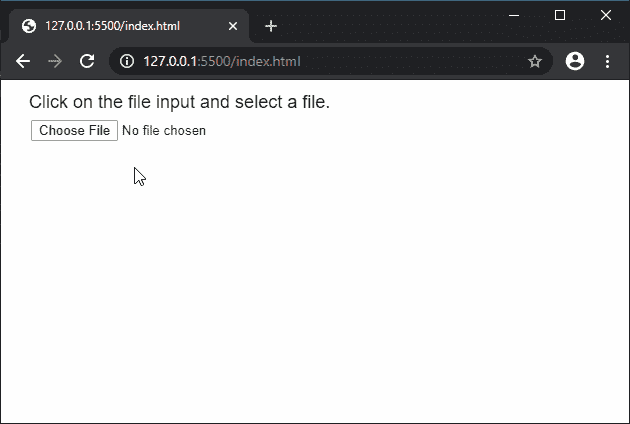 127.0.0.1:5500/index.html
127.0.0.1:5500/index.html
Click on the file input and select a file.
Choose File No file chosen